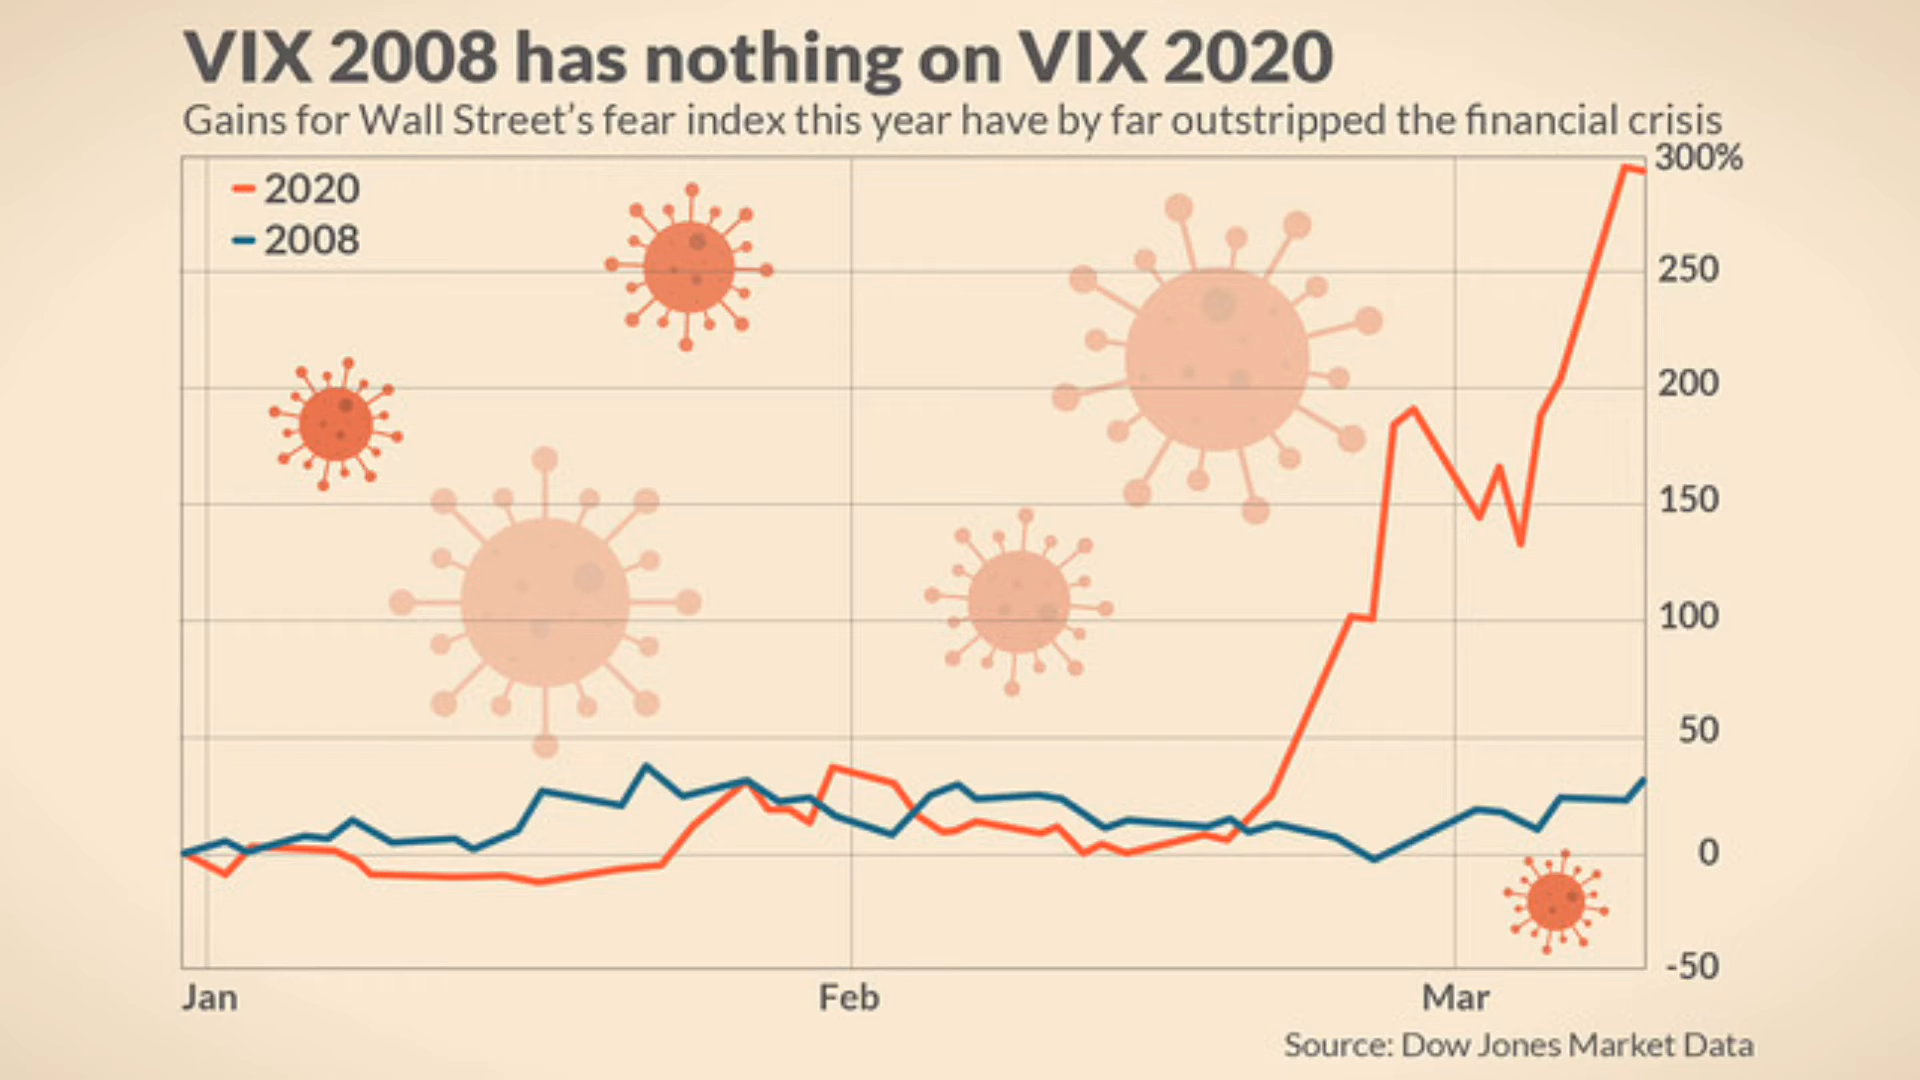 VIX 2008 has nothing on VIX 2020
Gains for Wall Street's fear index this year have by far outstripped the financial crisis
300%
2020
2008
250
200
150
100
50
0
-50
Jan Feb Mar
Source: Dow Jones Market Data